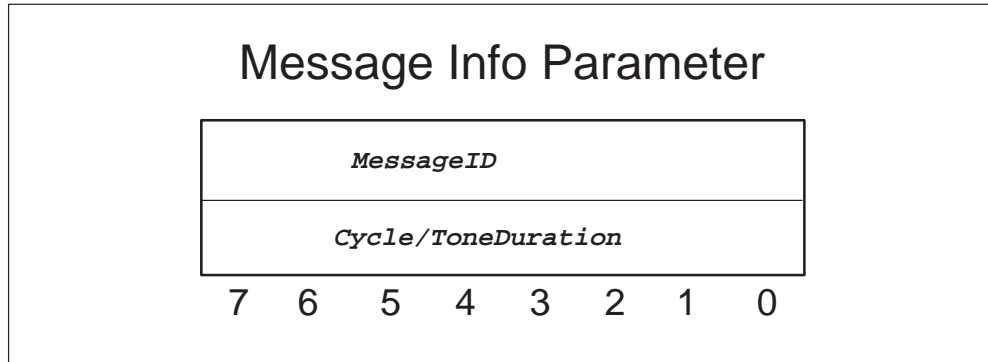 Message Info Parameter
MessageID
Cycle/ToneDuration
7 6 5 4 3 2 1 0